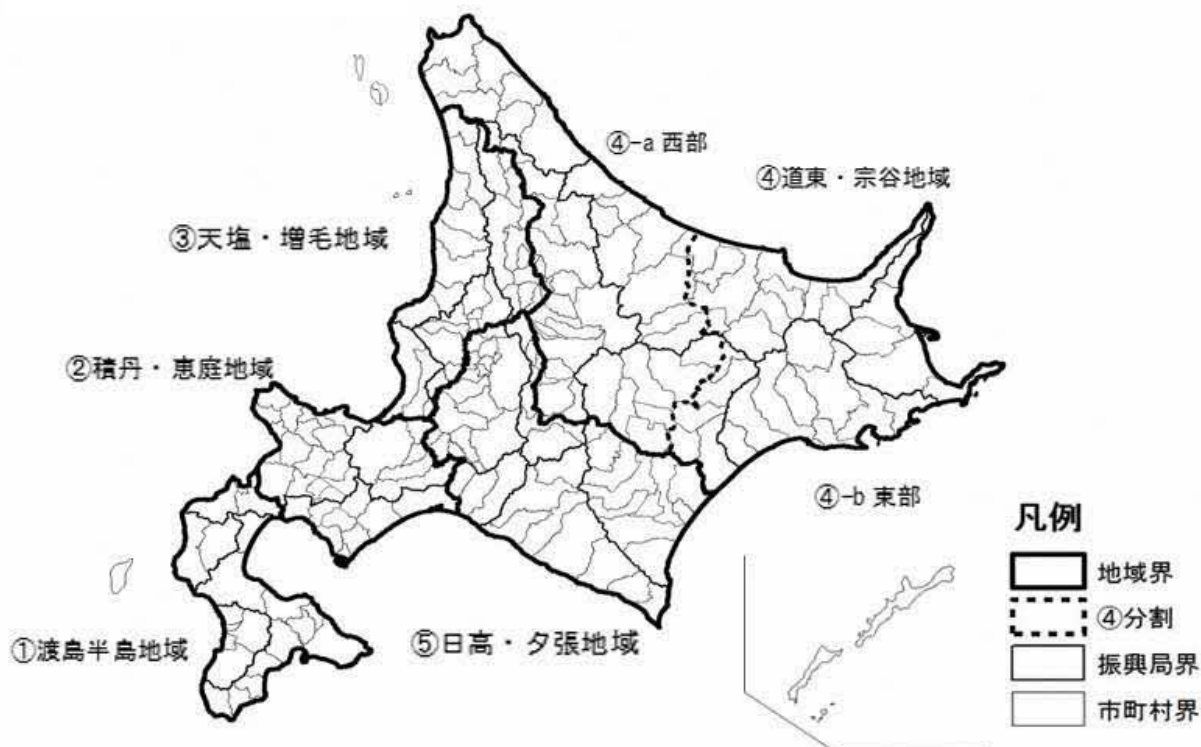 ④-a 西部
④道東・宗谷地域
③天塩・増毛地域
②積丹・恵庭地域
④-b 東部
①渡島半島地域
⑤日高・夕張地域
凡例
地域界
④分割
振興局界
市町村界